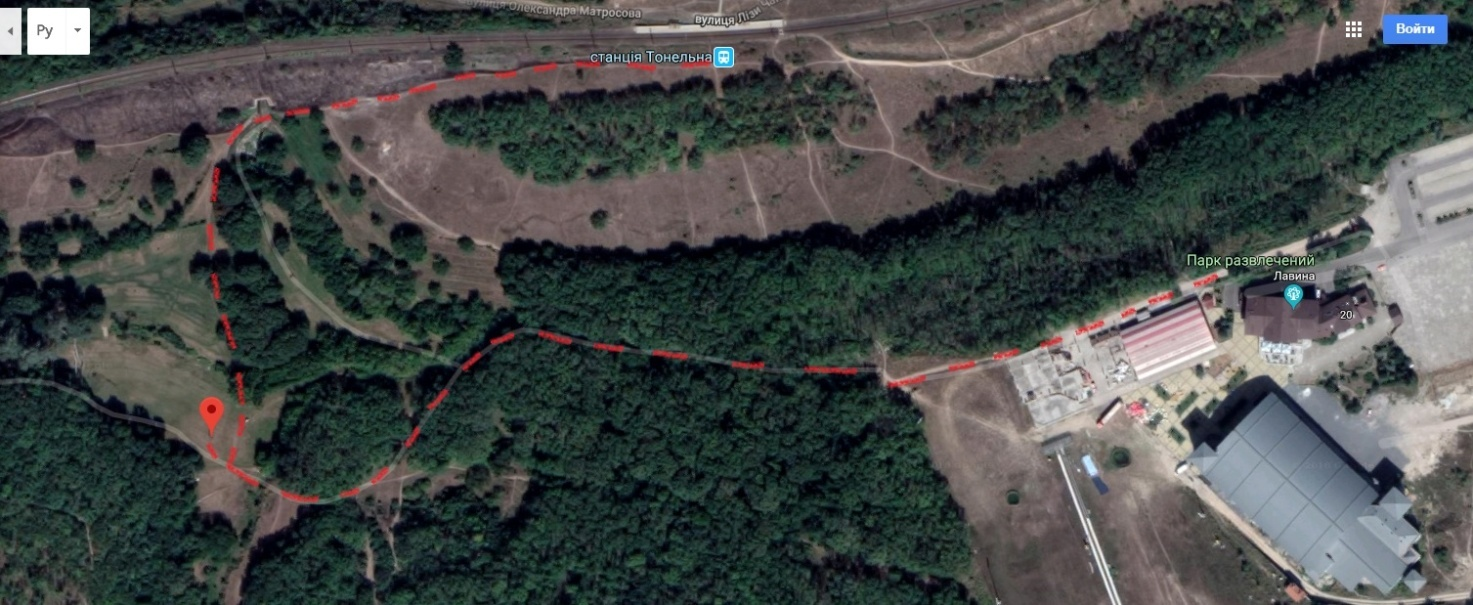 вулиця Олександра Матросова
вулиця Лізи
Ру
Войти
станція Тонельна
Парк развлечений
Лавина
20